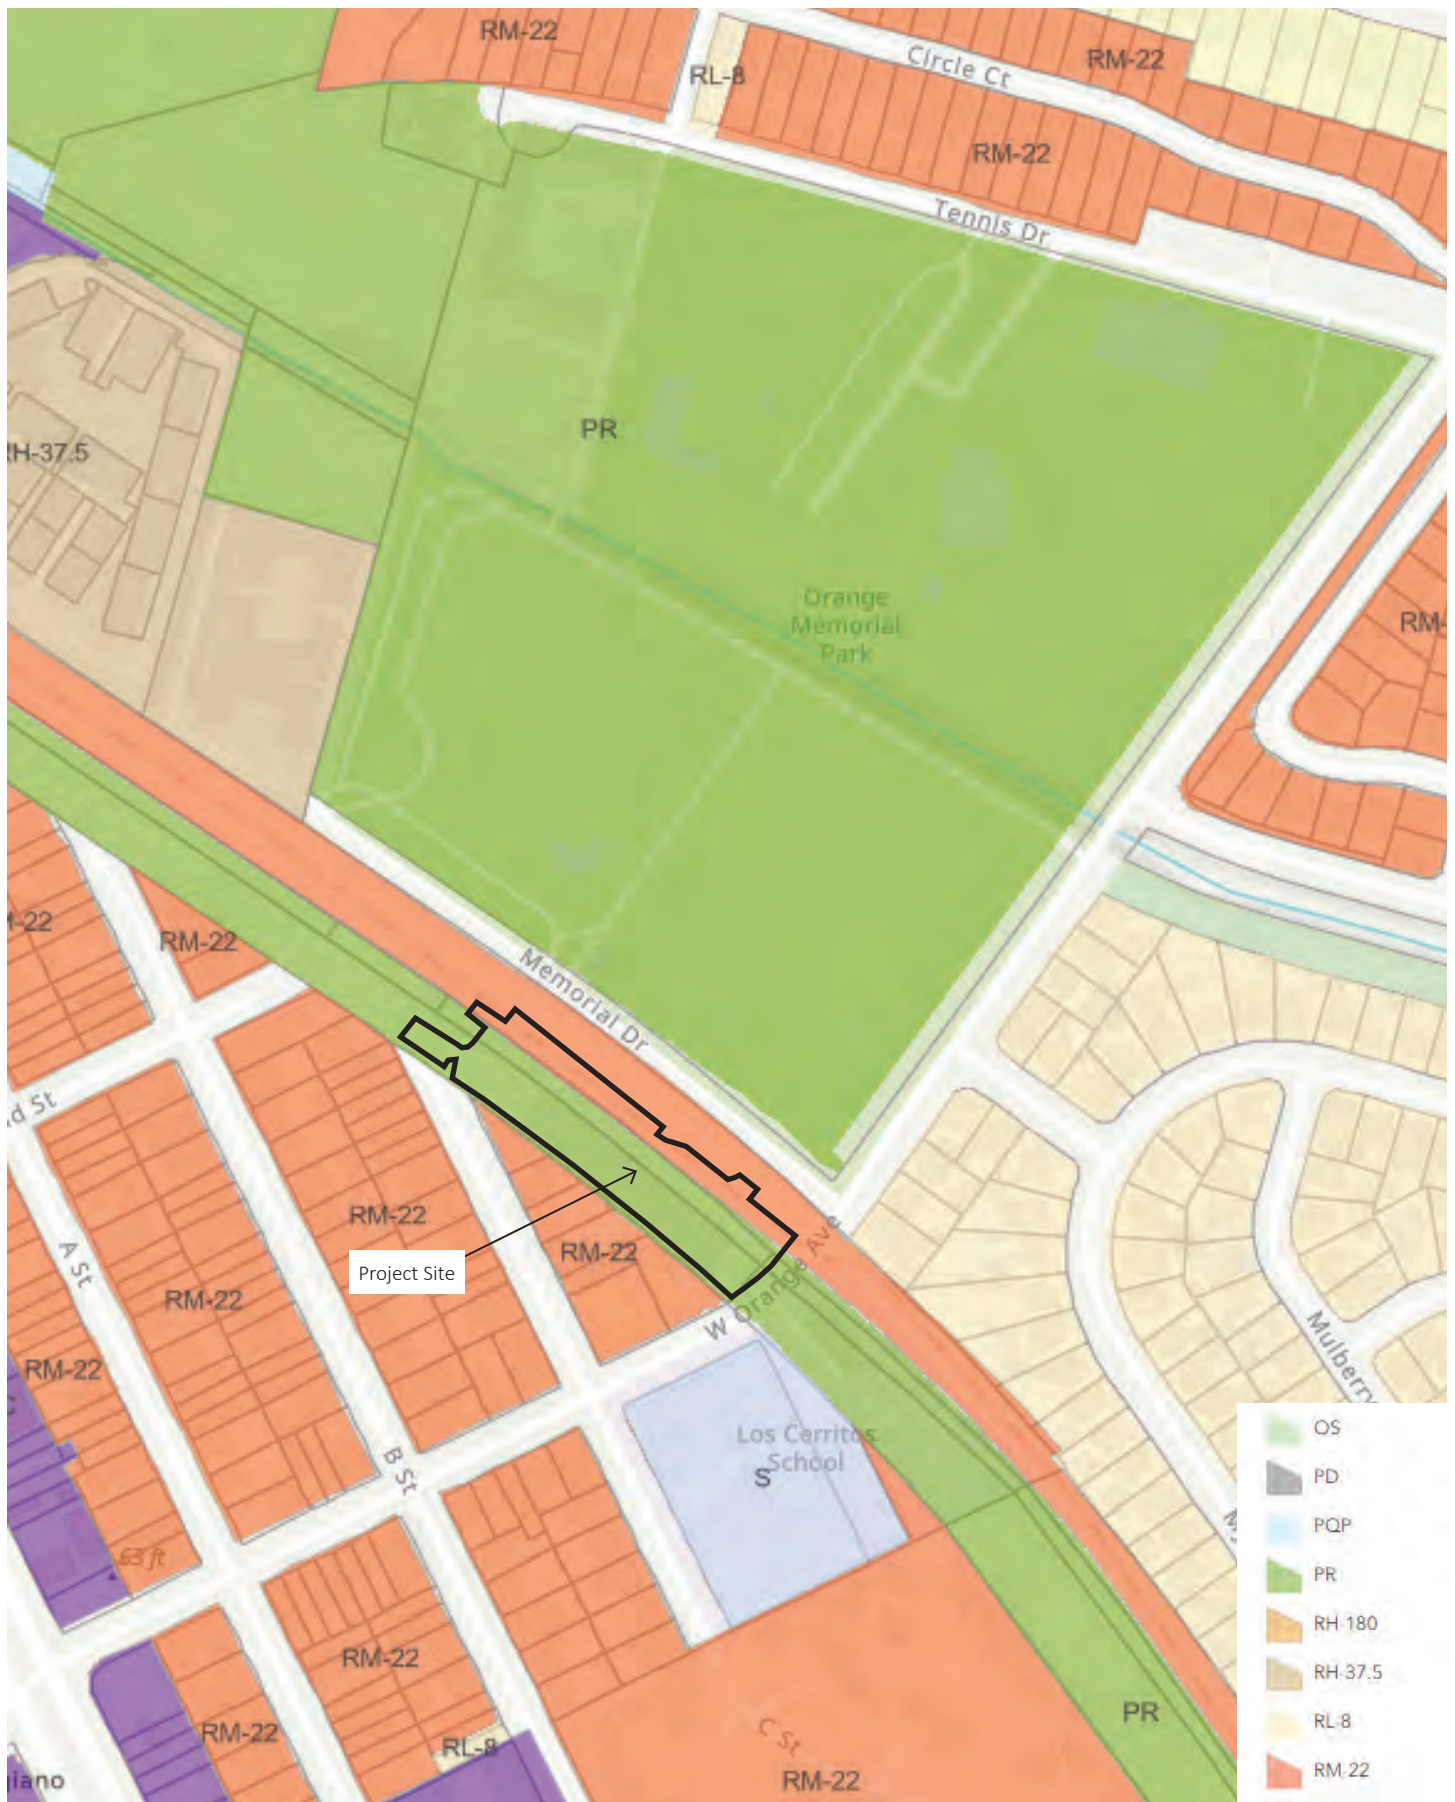 RM-22
RL-8
Circle Ct
RM-22
RM-22
Tennis Dr
PR
RH-37.5
Orange
Memorial
Park
RM-
RM-22
Memorial Dr
RM-22
A St
RM-22
RM-22
Project Site
RM-22
W Orange Ave
RM-22
Mulberry
B St
Los Cerritos
School
S
63 ft
RM-22
RM-22
RL-8
C St
RM-22
PR
OS
PD
PQP
PR
RH-180
RH-37.5
RL-8
RM-22